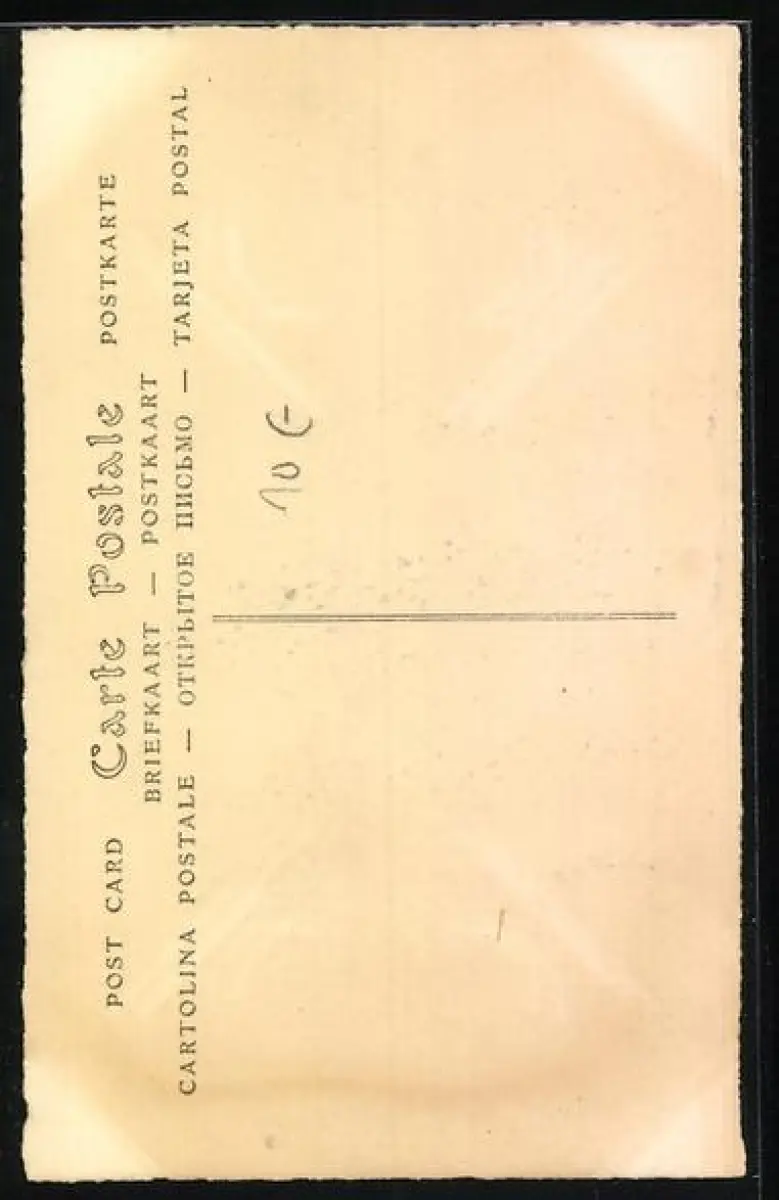 POST CARD Carte Postale POSTKARTE
BRIEFKAART — POSTKAART
CARTOLINA POSTALE — ОТКРЫТОЕ ПИСЬМО — TARJETA POSTAL
10 €